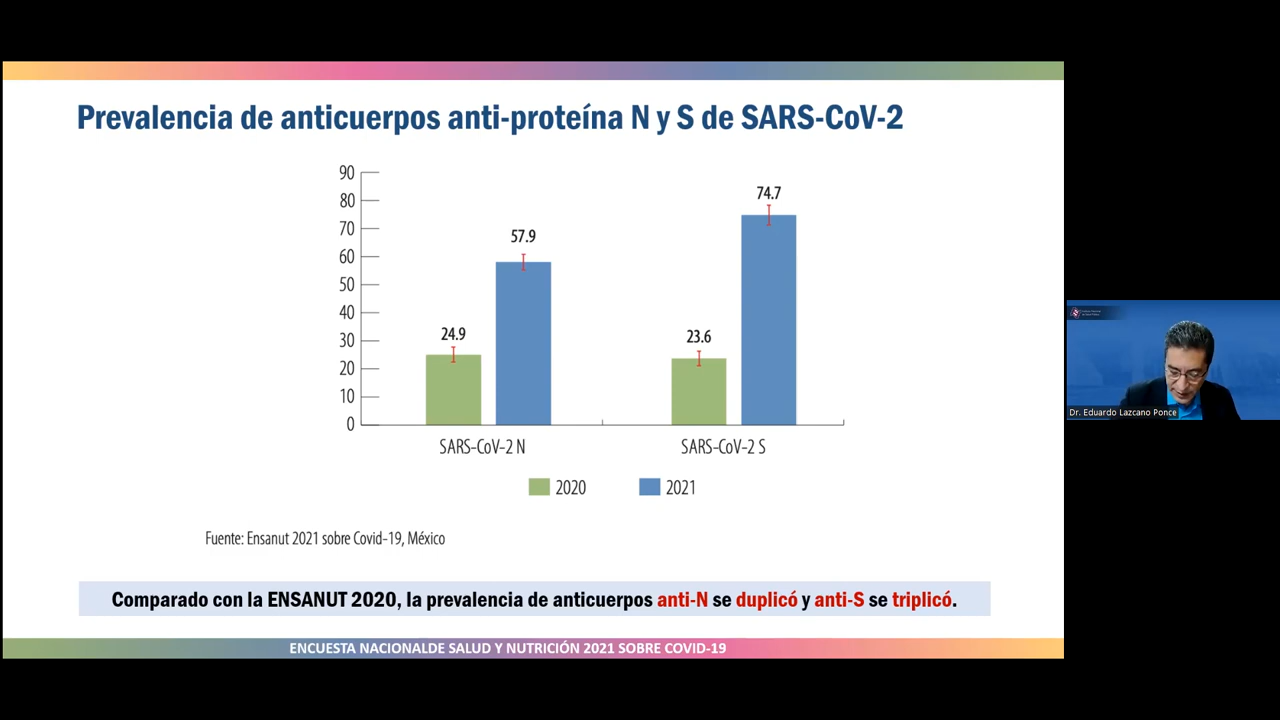 Prevalencia de anticuerpos anti-proteína N y S de SARS-CoV-2
90
80
70
60
50
40
30
20
10
0
24.9
57.9
23.6
74.7
SARS-CoV-2 N
SARS-CoV-2 S
2020
2021
Fuente: Ensanut 2021 sobre Covid-19, México
Comparado con la ENSANUT 2020, la prevalencia de anticuerpos anti-N se duplicó y anti-S se triplicó.
ENCUESTA NACIONALDE SALUD Y NUTRICIÓN 2021 SOBRE COVID-19
Dr. Eduardo Lazcano Ponce